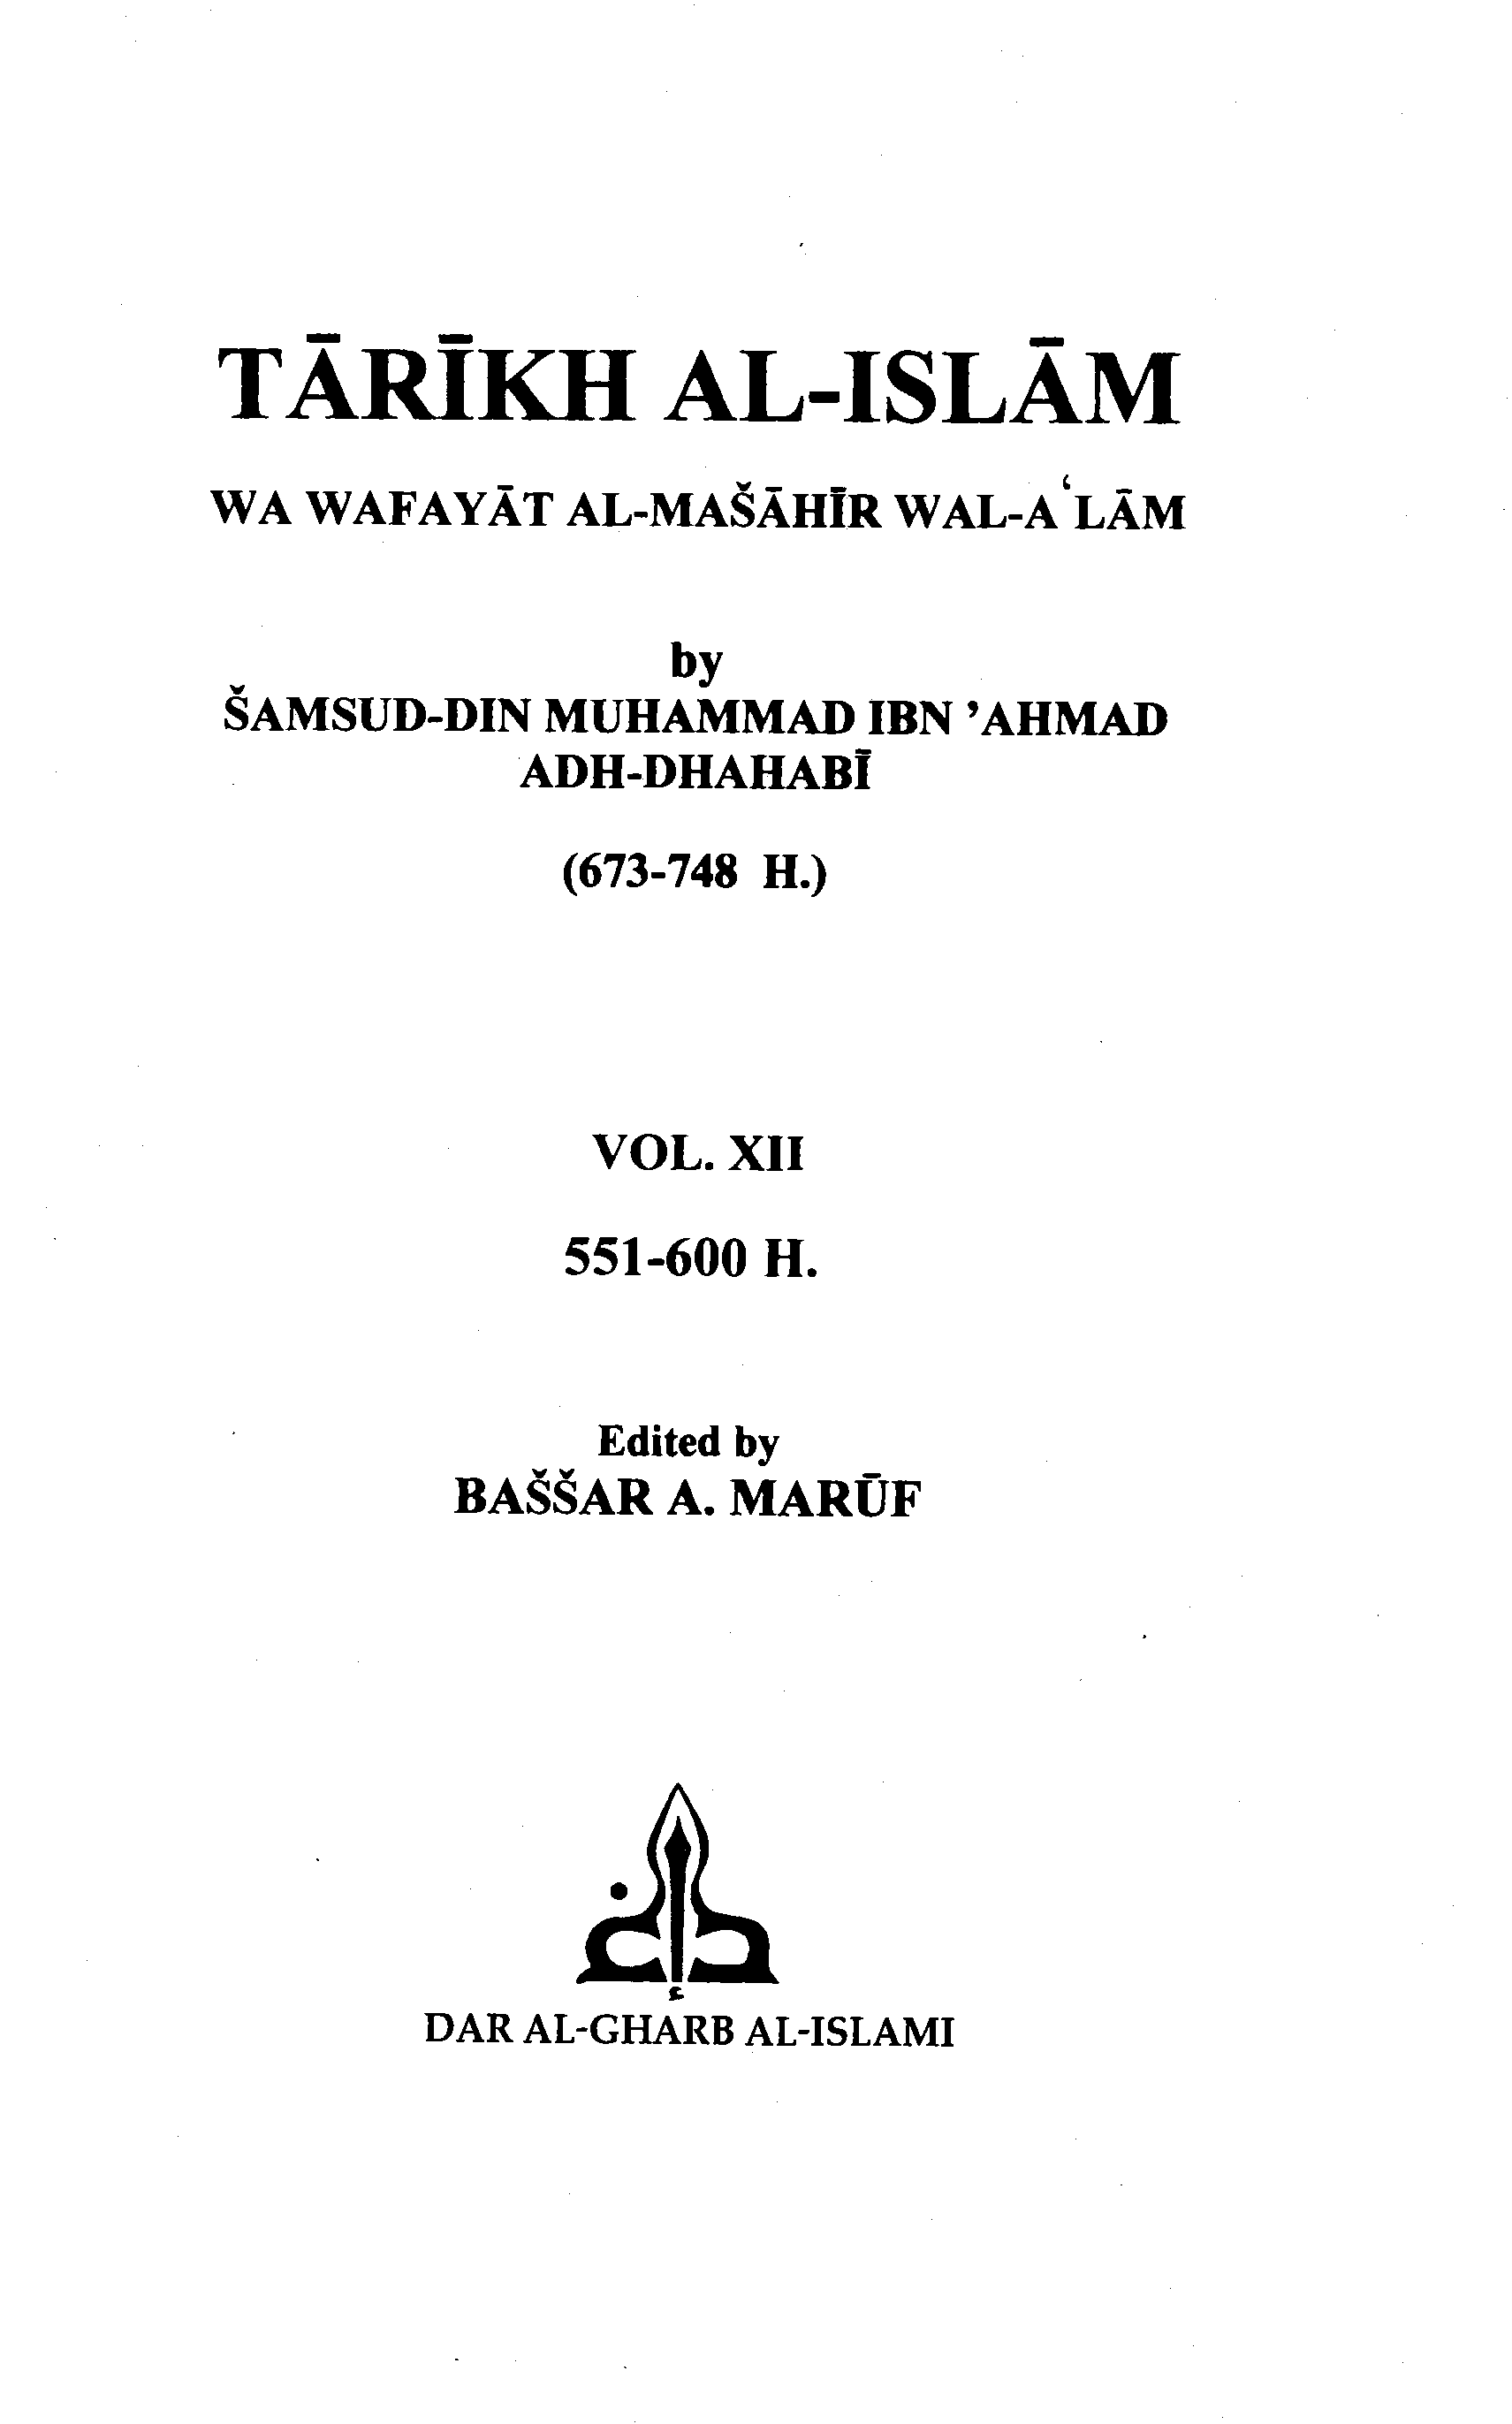 TĀRĪKH AL-ISLĀM
WA WAFAYĀT AL-MAŠĀHĪR WAL-A‘LĀM
by
ŠAMSUD-DIN MUHAMMAD IBN ’AHMAD
ADH-DHAHABĪ
(673-748 H.)
VOL. XII
551-600 H.
Edited by
BAŠŠAR A. MARŪF
DAR AL-GHARB AL-ISLAMI